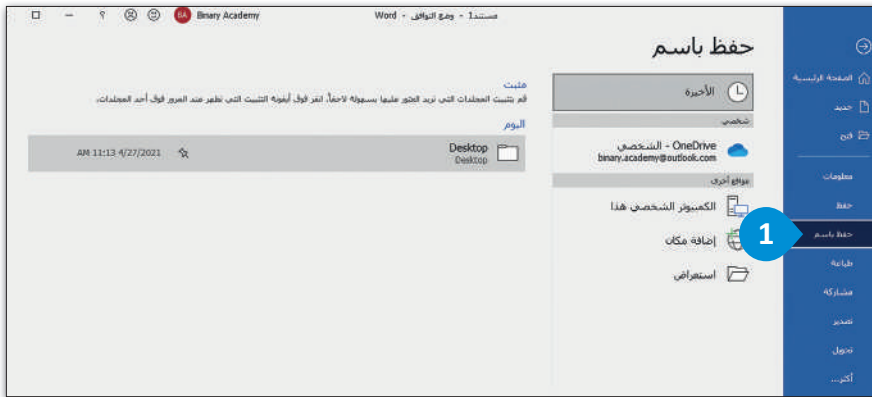 مستند1 - وضع التوافق - Word
Binary Academy
BA
?
حفظ باسم
الصفحة الرئيسية
جديد
فتح
معلومات
حفظ
حفظ باسم
1
طباعة
مشاركة
تصدير
تحويل
أكثر...
الأخيرة
شخصي
OneDrive - الشخصي
binary.academy@outlook.com
مواقع أخرى
الكمبيوتر الشخصي هذا
إضافة مكان
استعراض
مثبت
قم بتثبيت المجلدات التي تريد العثور عليها بسهولة لاحقاً. انقر فوق أيقونة التثبيت التي تظهر عند المرور فوق أحد المجلدات.
اليوم
Desktop
Desktop
AM 11:13 4/27/2021